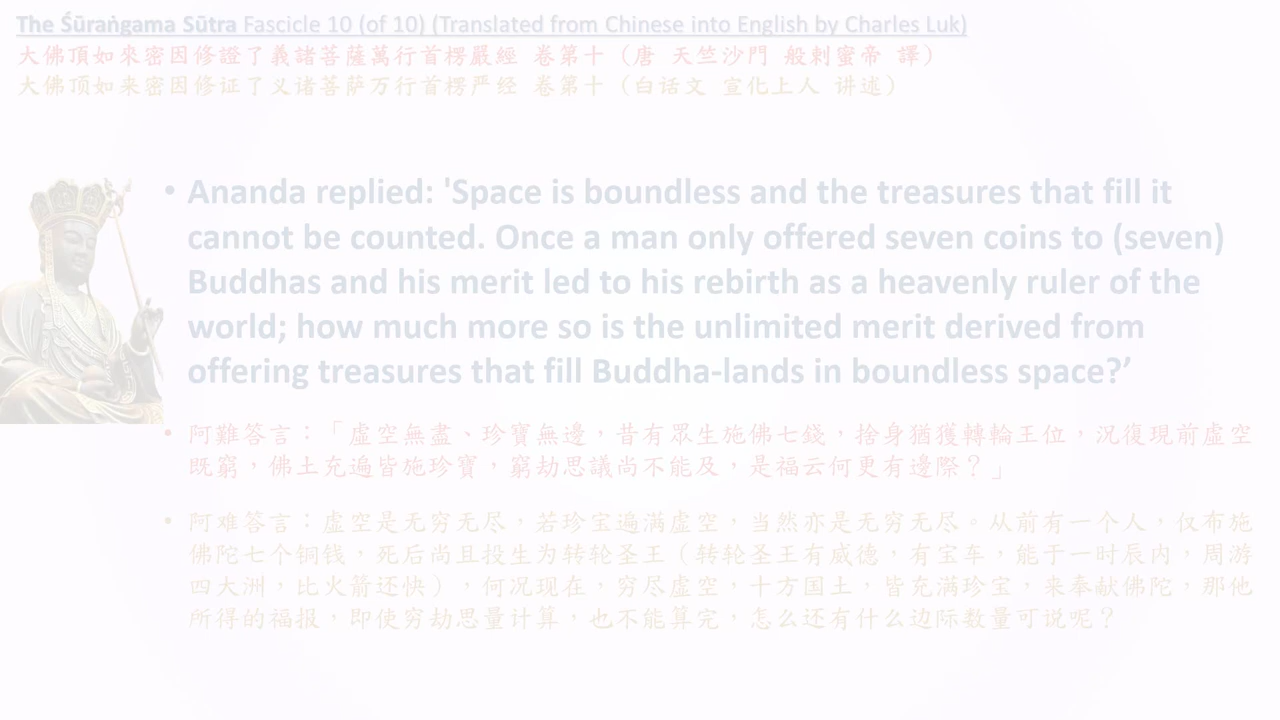 The Śūraṅgama Sūtra Fascicle 10 (of 10) (Translated from Chinese into English by Charles Luk)
大佛頂如來密因修證了義諸菩薩萬行首楞嚴經 卷第十（唐 天竺沙門 般剌蜜帝 譯）
大佛顶如来密因修证了义诸菩萨万行首楞严经 卷第十（白话文 宣化上人 讲述）
• Ananda replied: 'Space is boundless and the treasures that fill it
cannot be counted. Once a man only offered seven coins to (seven)
Buddhas and his merit led to his rebirth as a heavenly ruler of the
world; how much more so is the unlimited merit derived from
offering treasures that fill Buddha-lands in boundless space?’
• 阿難答言：「虛空無盡、珍寶無邊，昔有眾生施佛七錢，捨身猶獲轉輪王位，況復現前虛空
既窮，佛土充遍皆施珍寶，窮劫思議尚不能及，是福云何更有邊際？」
• 阿难答言：虚空是无穷无尽，若珍宝遍满虚空，当然亦是无穷无尽。从前有一个人，仅布施
佛陀七个铜钱，死后尚且投生为转轮圣王（转轮圣王有威德，有宝车，能于一时辰内，周游
四大洲，比火箭还快），何况现在，穷尽虚空，十方国土，皆充满珍宝，来奉献佛陀，那他
所得的福报，即使穷劫思量计算，也不能算完，怎么还有什么边际数量可说呢？